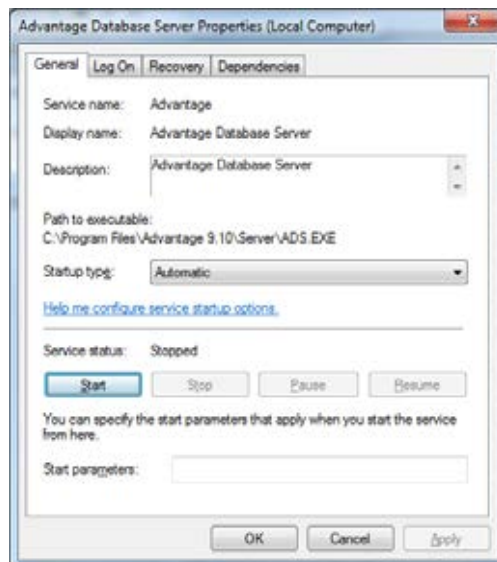 Advantage Database Server Properties (Local Computer)
General Log On Recovery Dependencies
Service name: Advantage
Display name: Advantage Database Server
Description: Advantage Database Server
Path to executable:
C:\Program Files\Advantage 9.10\Server\ADS.EXE
Startup type: Automatic
Help me configure service startup options.
Service status: Stopped
Start Stop Pause Resume
You can specify the start parameters that apply when you start the service
from here.
Start parameters:
OK Cancel Apply